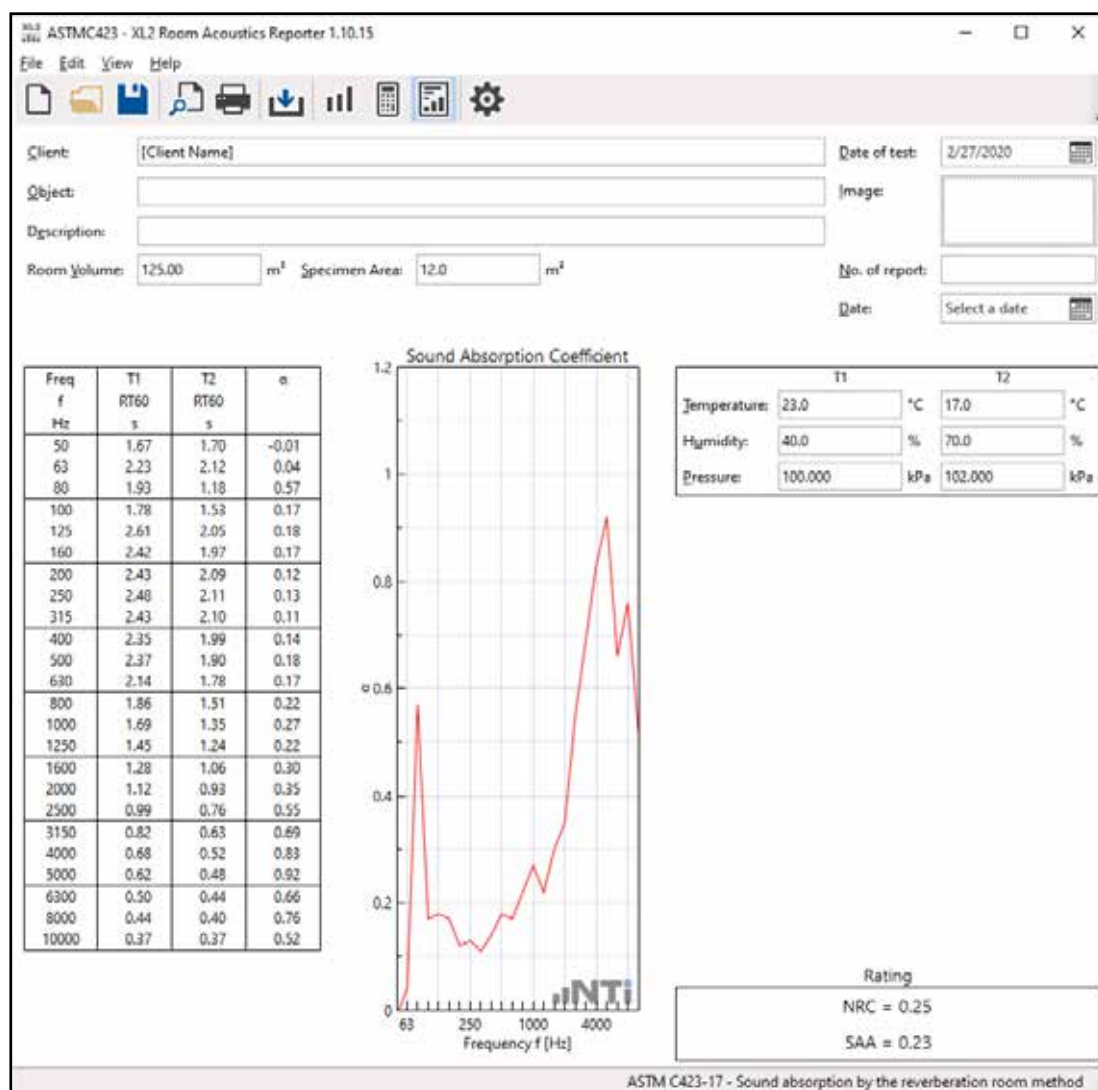 ASTMC423 - XL2 Room Acoustics Reporter 1.10.15
File Edit View Help
Client: [Client Name] Date of test: 2/27/2020
Object: Image:
Description:
Room Volume: 125.00 m³ Specimen Area: 12.0 m² No. of report:
Date: Select a date
Freq T1 T2 α
f RT60 RT60
Hz s s
50 1.67 1.70 -0.01
63 2.23 2.12 0.04
80 1.93 1.18 0.57
100 1.78 1.53 0.17
125 2.61 2.05 0.18
160 2.42 1.97 0.17
200 2.43 2.09 0.12
250 2.48 2.11 0.13
315 2.43 2.10 0.11
400 2.35 1.99 0.14
500 2.37 1.90 0.18
630 2.14 1.78 0.17
800 1.86 1.51 0.22
1000 1.69 1.35 0.27
1250 1.45 1.24 0.22
1600 1.28 1.06 0.30
2000 1.12 0.93 0.35
2500 0.99 0.76 0.55
3150 0.82 0.63 0.69
4000 0.68 0.52 0.83
5000 0.62 0.48 0.92
6300 0.50 0.44 0.66
8000 0.44 0.40 0.76
10000 0.37 0.37 0.52
Sound Absorption Coefficient
1.2
1
0.8
α 0.6
0.4
0.2
0
NTi
63 250 1000 4000
Frequency f [Hz]
T1 T2
Temperature: 23.0 °C 17.0 °C
Humidity: 40.0 % 70.0 %
Pressure: 100.000 kPa 102.000 kPa
Rating
NRC = 0.25
SAA = 0.23
ASTM C423-17 - Sound absorption by the reverberation room method